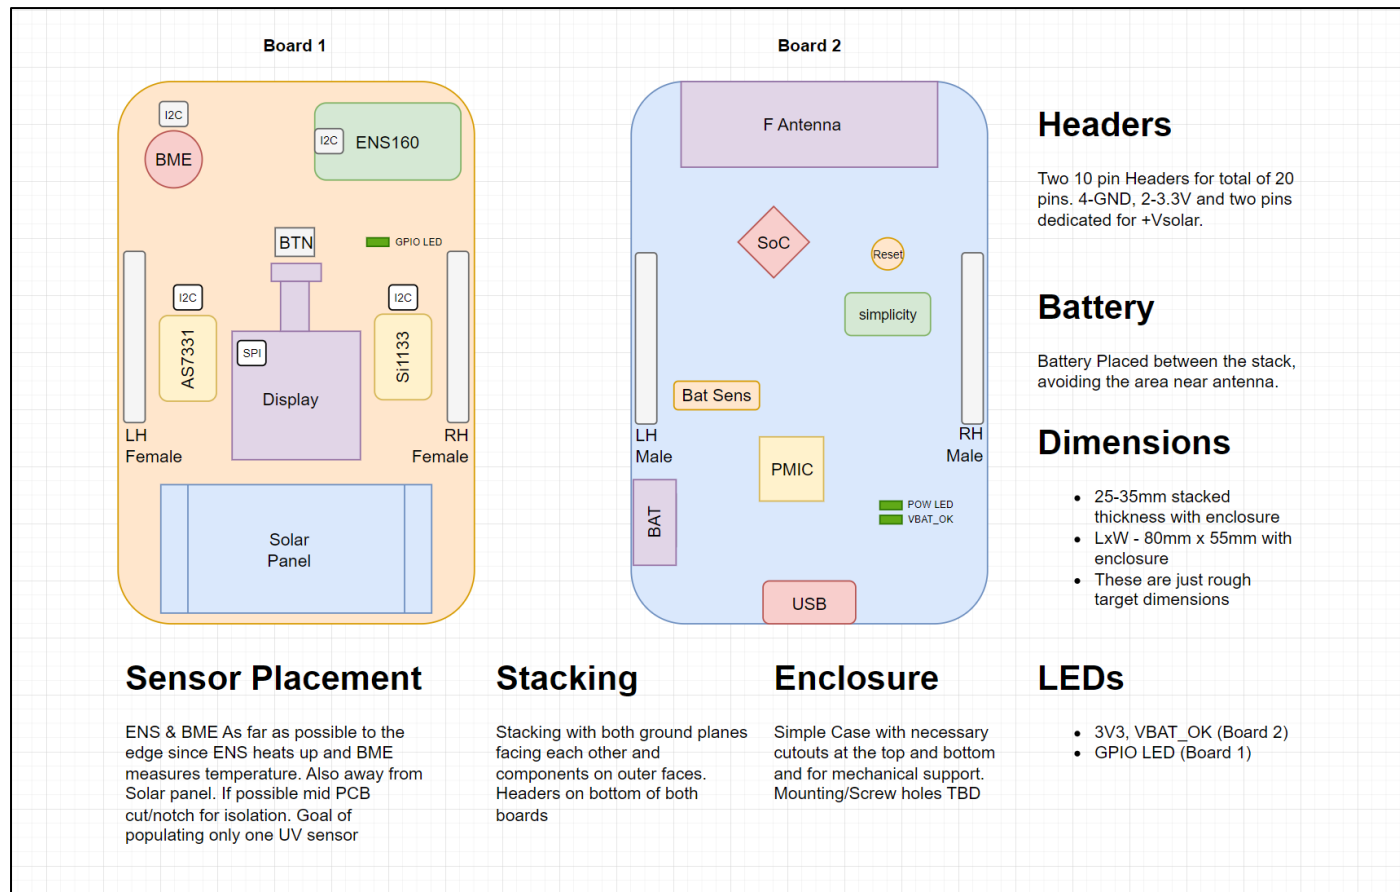 Board 1
Board 2
I2C
BME
I2C
ENS160
F Antenna
BTN
GPIO LED
I2C
I2C
AS7331
SPI
Display
Si1133
LH
Female
RH
Female
Solar
Panel
SoC
Reset
simplicity
Bat Sens
LH
Male
RH
Male
PMIC
BAT
POW LED
VBAT_OK
USB
Headers
Two 10 pin Headers for total of 20
pins. 4-GND, 2-3.3V and two pins
dedicated for +Vsolar.
Battery
Battery Placed between the stack,
avoiding the area near antenna.
Dimensions
• 25-35mm stacked
thickness with enclosure
• LxW - 80mm x 55mm with
enclosure
• These are just rough
target dimensions
Sensor Placement
ENS & BME As far as possible to the
edge since ENS heats up and BME
measures temperature. Also away from
Solar panel. If possible mid PCB
cut/notch for isolation. Goal of
populating only one UV sensor
Stacking
Stacking with both ground planes
facing each other and
components on outer faces.
Headers on bottom of both
boards
Enclosure
Simple Case with necessary
cutouts at the top and bottom
and for mechanical support.
Mounting/Screw holes TBD
LEDs
• 3V3, VBAT_OK (Board 2)
• GPIO LED (Board 1)